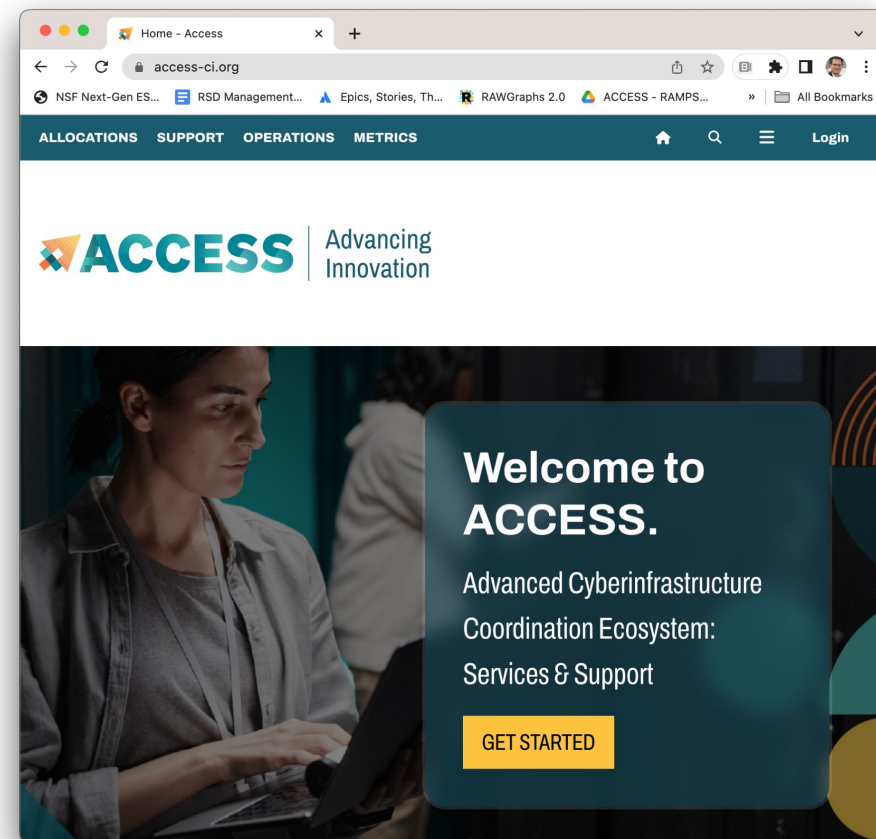 Home - Access
access-ci.org
NSF Next-Gen ES... RSD Management... Epics, Stories, Th... RAWGraphs 2.0 ACCESS - RAMPS... » All Bookmarks
ALLOCATIONS SUPPORT OPERATIONS METRICS Login
ACCESS
Advancing
Innovation
Welcome to
ACCESS.
Advanced Cyberinfrastructure
Coordination Ecosystem:
Services & Support
GET STARTED